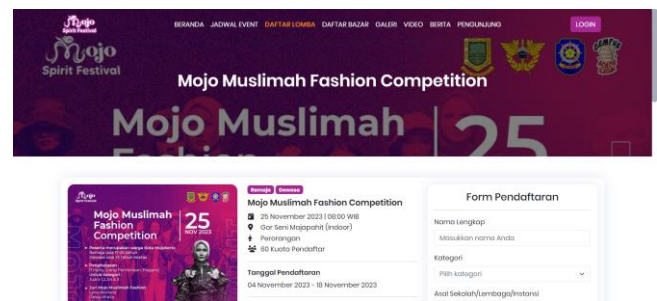 Mojo
Spirit Festival
BERANDA JADWAL EVENT DAFTAR LOMBA DAFTAR BAZAR GALERI VIDEO BERITA PENGUNJUNG
LOGIN
Mojo
Spirit Festival
Mojo Muslimah Fashion Competition
Mojo Muslimah 25
Mojo
Mojo Muslimah
Fashion
Competition
25
NOV 2023
Remaja Dewasa
Mojo Muslimah Fashion Competition
25 November 2023 | 08:00 WIB
Gor Seni Majapahit (Indoor)
Perorangan
60 Kuota Pendaftar
Tanggal Pendaftaran
04 November 2023 - 18 November 2023
Form Pendaftaran
Nama Lengkap
Masukkan nama Anda
Kategori
Pilih kategori
Asal Sekolah/Lembaga/Instansi